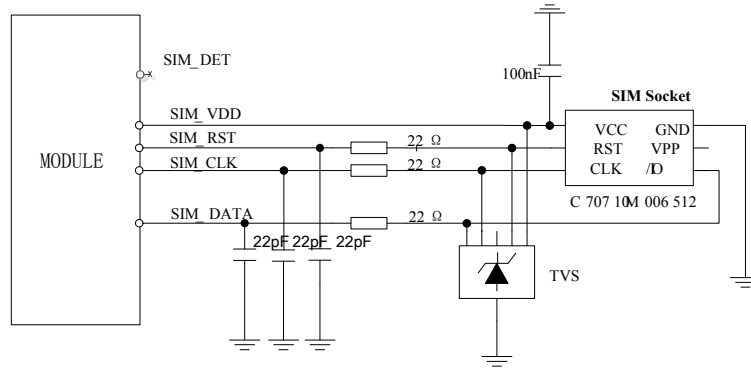 SIM_DET
100nF
SIM Socket
SIM_VDD
SIM_RST
SIM_CLK
SIM_DATA
MODULE
22 Ω
22 Ω
22 Ω
VCC GND
RST VPP
CLK I/O
C 707 10M 006 512
22pF 22pF 22pF
TVS